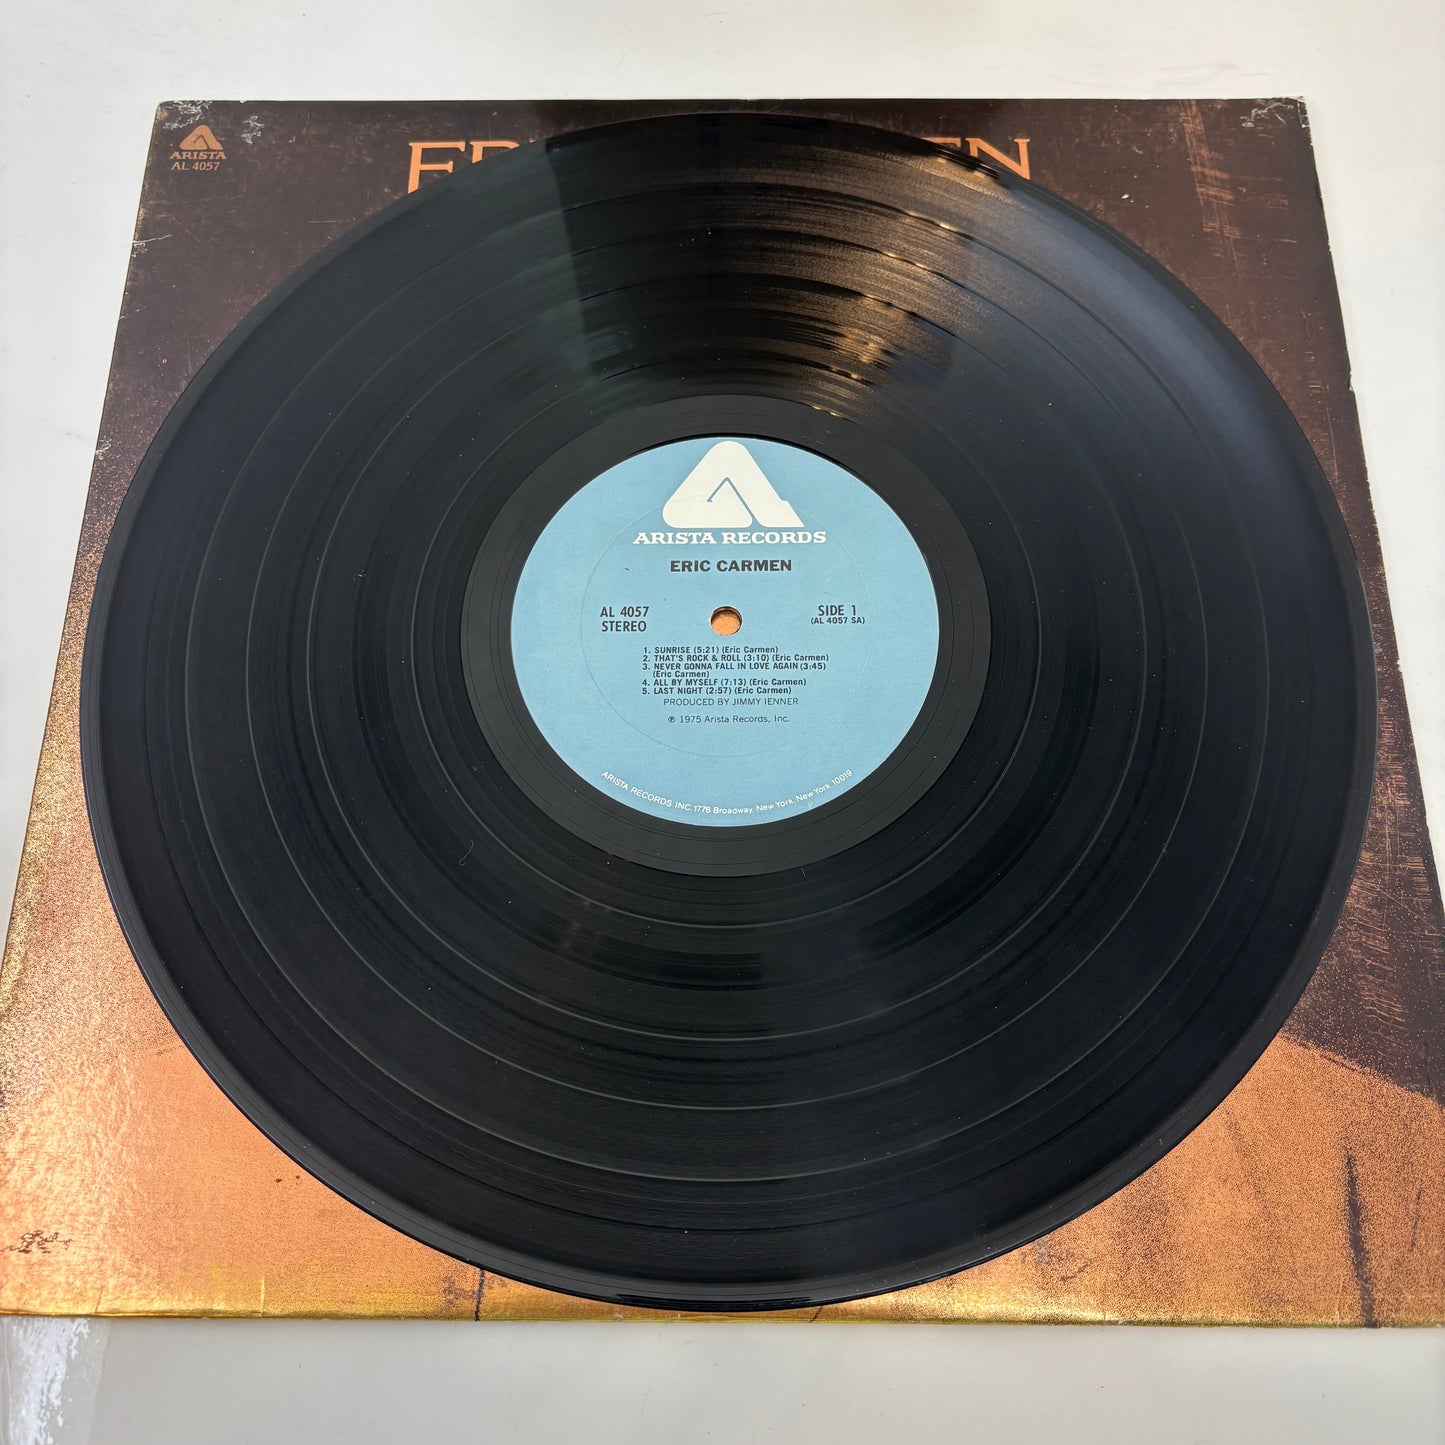 ARISTA
AL 4057
ARISTA RECORDS
ERIC CARMEN
AL 4057
STEREO
SIDE 1
(AL 4057 SA)
1. SUNRISE (5:21) (Eric Carmen)
2. THAT'S ROCK & ROLL (3:10) (Eric Carmen)
3. NEVER GONNA FALL IN LOVE AGAIN (3:45)
(Eric Carmen)
4. ALL BY MYSELF (7:13) (Eric Carmen)
5. LAST NIGHT (2:57) (Eric Carmen)
PRODUCED BY JIMMY IENNER
℗ 1975 Arista Records, Inc.
ARISTA RECORDS INC. 1776 Broadway, New York, New York 10019